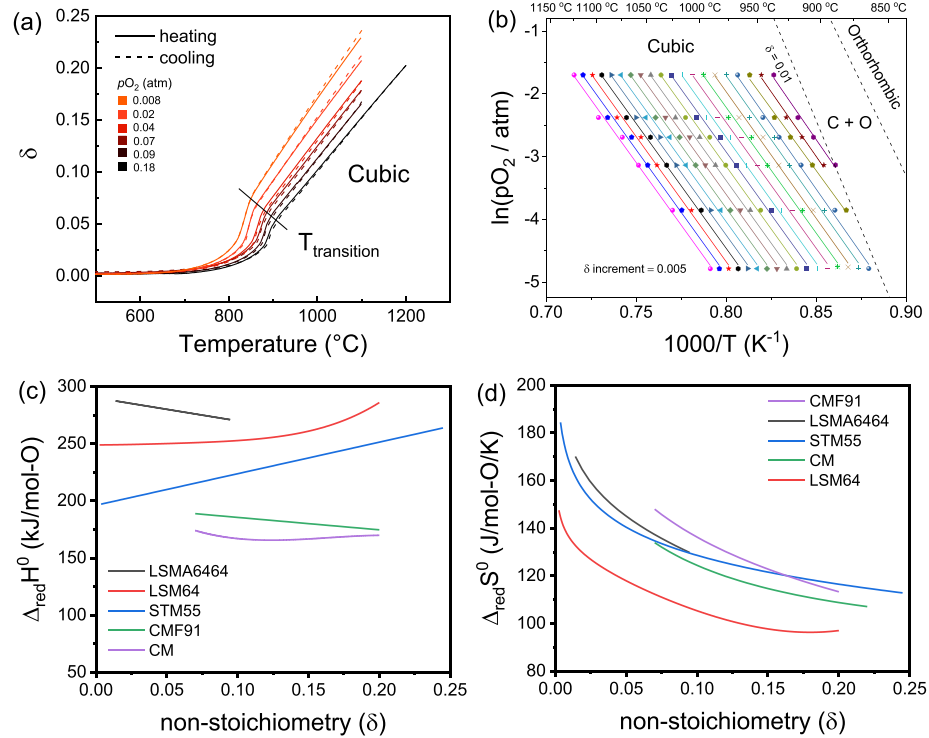 (a)
heating
cooling
pO2 (atm)
0.008
0.02
0.04
0.07
0.09
0.18
Cubic
Ttransition
0.25
0.20
0.15
0.10
0.05
0.00
δ
600 800 1000 1200
Temperature (°C)
(b)
1150 °C 1100 °C 1050 °C 1000 °C 950 °C 900 °C 850 °C
Cubic
δ = 0.01
Orthorhombic
C + O
δ increment = 0.005
-1
-2
-3
-4
-5
ln(pO2 / atm)
0.70 0.75 0.80 0.85 0.90
1000/T (K-1)
(c)
300
250
200
150
100
50
ΔredH0 (kJ/mol-O)
LSMA6464
LSM64
STM55
CMF91
CM
0.00 0.05 0.10 0.15 0.20 0.25
non-stoichiometry (δ)
(d)
CMF91
LSMA6464
STM55
CM
LSM64
200
180
160
140
120
100
80
ΔredS0 (J/mol-O/K)
0.00 0.05 0.10 0.15 0.20 0.25
non-stoichiometry (δ)